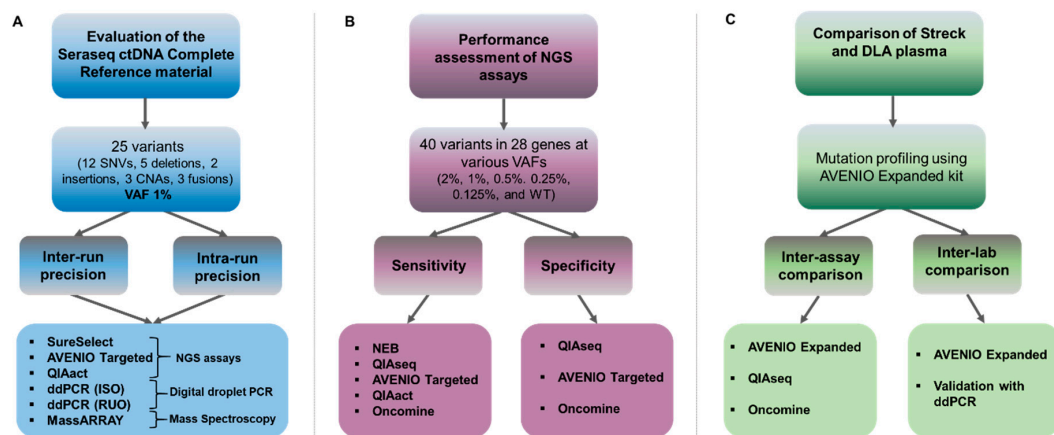 A
Evaluation of the
Seraseq ctDNA Complete
Reference material
25 variants
(12 SNVs, 5 deletions, 2
insertions, 3 CNAs, 3 fusions)
VAF 1%
Inter-run
precision
Intra-run
precision
▪ SureSelect
▪ AVENIO Targeted
▪ QIAact
NGS assays
▪ ddPCR (ISO)
▪ ddPCR (RUO)
Digital droplet PCR
▪ MassARRAY
Mass Spectroscopy
B
Performance
assessment of NGS
assays
40 variants in 28 genes at
various VAFs
(2%, 1%, 0.5%. 0.25%,
0.125%, and WT)
Sensitivity
Specificity
▪ NEB
▪ QIAseq
▪ AVENIO Targeted
▪ QIAact
▪ Oncomine
▪ QIAseq
▪ AVENIO Targeted
▪ Oncomine
C
Comparison of Streck
and DLA plasma
Mutation profiling using
AVENIO Expanded kit
Inter-assay
comparison
Inter-lab
comparison
▪ AVENIO Expanded
▪ QIAseq
▪ Oncomine
▪ AVENIO Expanded
▪ Validation with
ddPCR